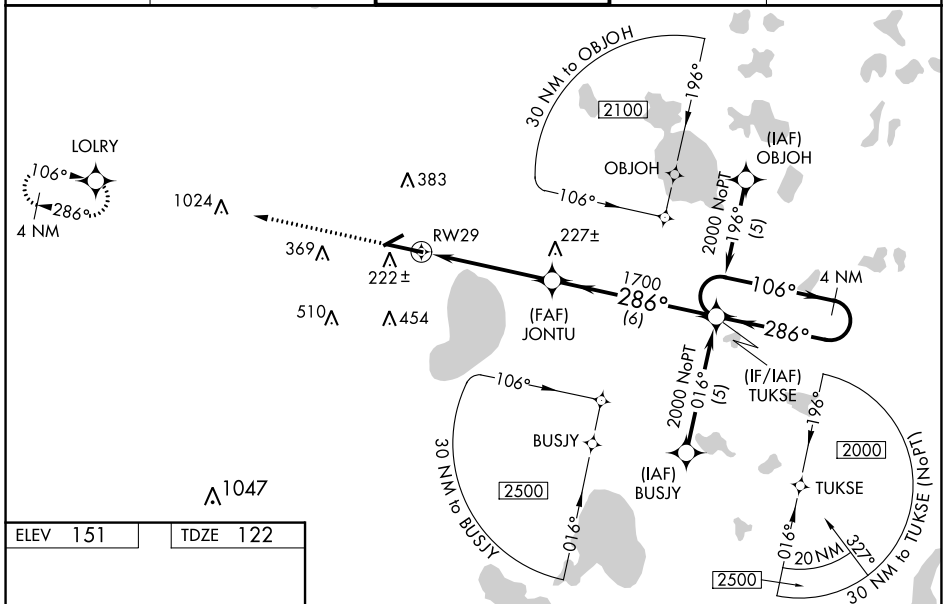 30 NM to OBJOH
196°
2100
OBJOH
106°
(IAF)
OBJOH
2000 NoPT
196°
(5)
LOLRY
106°
286°
4 NM
1024
383
369
RW29
222±
227±
510
454
(FAF)
JONTU
1700
286°
(6)
106°
4 NM
286°
(IF/IAF)
TUKSE
2000 NoPT
016°
(5)
(IAF)
BUSJY
106°
BUSJY
2500
016°
30 NM to BUSJY
196°
2000
TUKSE
016°
20 NM
327°
2500
30 NM to TUKSE (NoPT)
1047
ELEV 151
TDZE 122